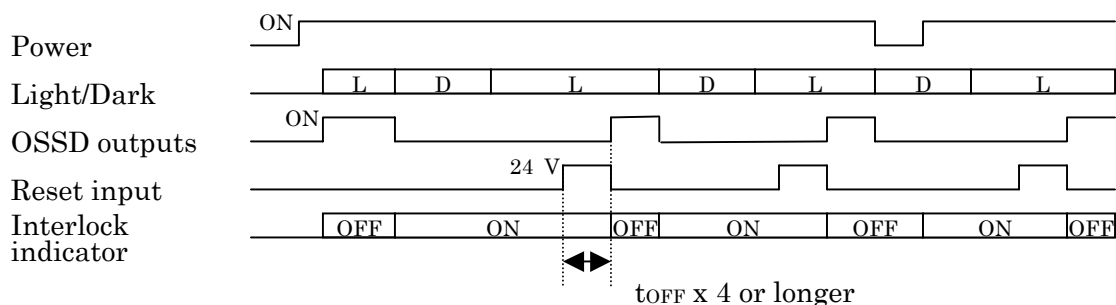 Power ON
Light/Dark L D L D L D L
OSSD outputs ON
Reset input 24 V
Interlock indicator OFF ON OFF ON OFF ON OFF
tOFF x 4 or longer